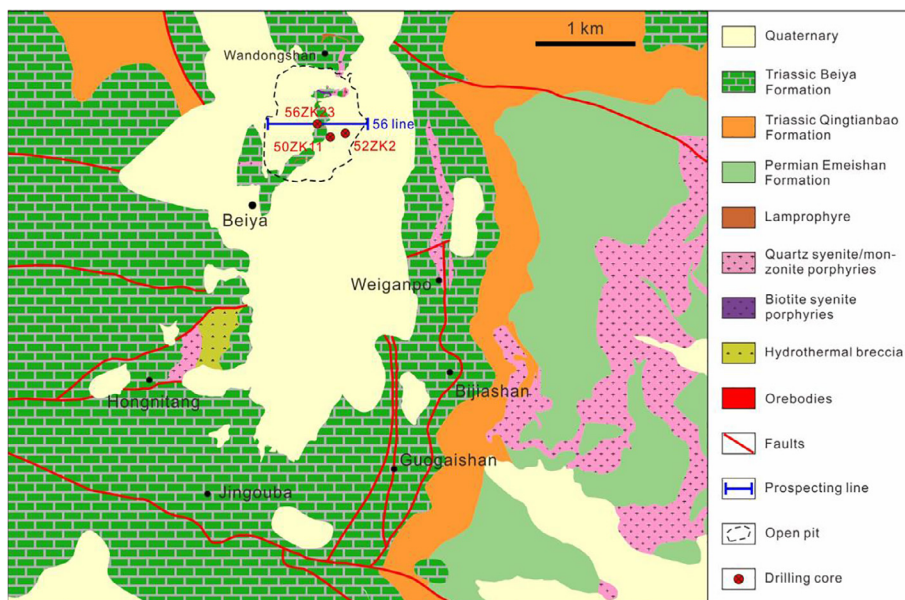 1 km
Wandongshan
56ZK23
56 line
50ZK11
52ZK2
Beiya
Weiganpo
Hongnitang
Bijiashan
Guogaishan
Jingouba
Quaternary
Triassic Beiya
Formation
Triassic Qingtianbao
Formation
Permian Emeishan
Formation
Lamprophyre
Quartz syenite/mon-
zonite porphyries
Biotite syenite
porphyries
Hydrothermal breccia
Orebodies
Faults
Prospecting line
Open pit
Drilling core